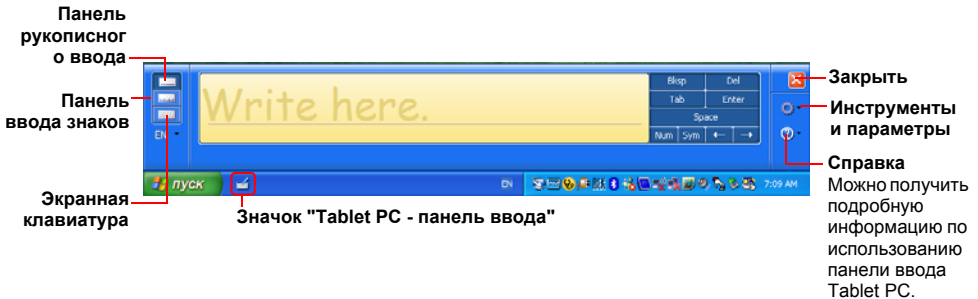 Панель
рукописног
о ввода
Панель
ввода знаков
Экранная
клавиатура
Write here.
Bksp Del
Tab Enter
Space
Num Sym ← →
EN
пуск
EN
7:09 AM
Значок "Tablet PC - панель ввода"
Закрыть
Инструменты
и параметры
Справка
Можно получить
подробную
информацию по
использованию
панели ввода
Tablet PC.